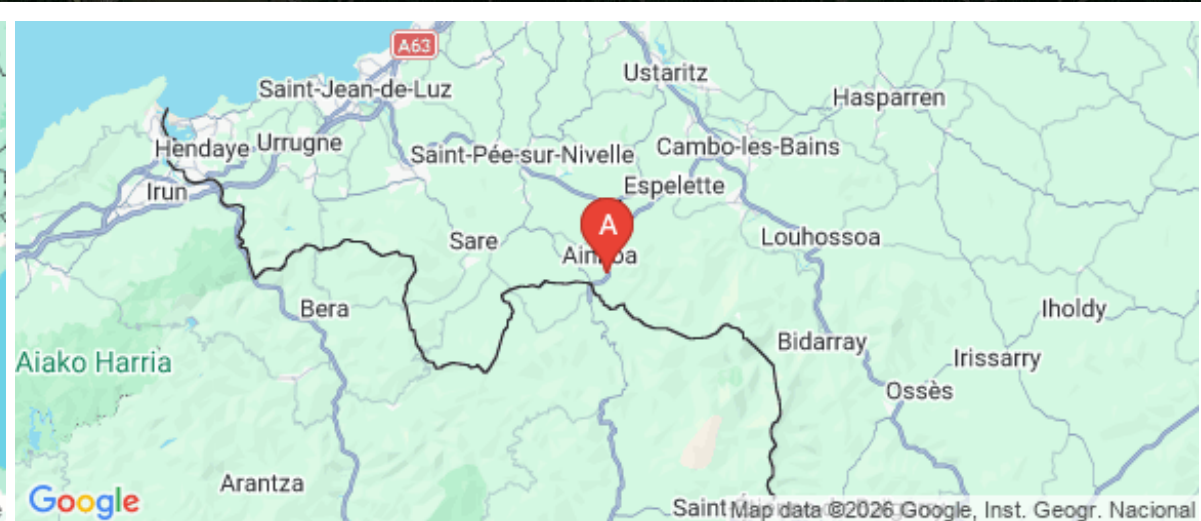 A63
Saint-Jean-de-Luz
Ustaritz
Hasparren
Hendaye
Urrugne
Saint-Pée-sur-Nivelle
Cambo-les-Bains
Irun
Espelette
A
Sare
Louhossoa
Bera
Iholdy
Aiako Harria
Bidarray
Irissarry
Ossès
Arantza
Google
Saint
Map data ©2026 Google, Inst. Geogr. Nacional